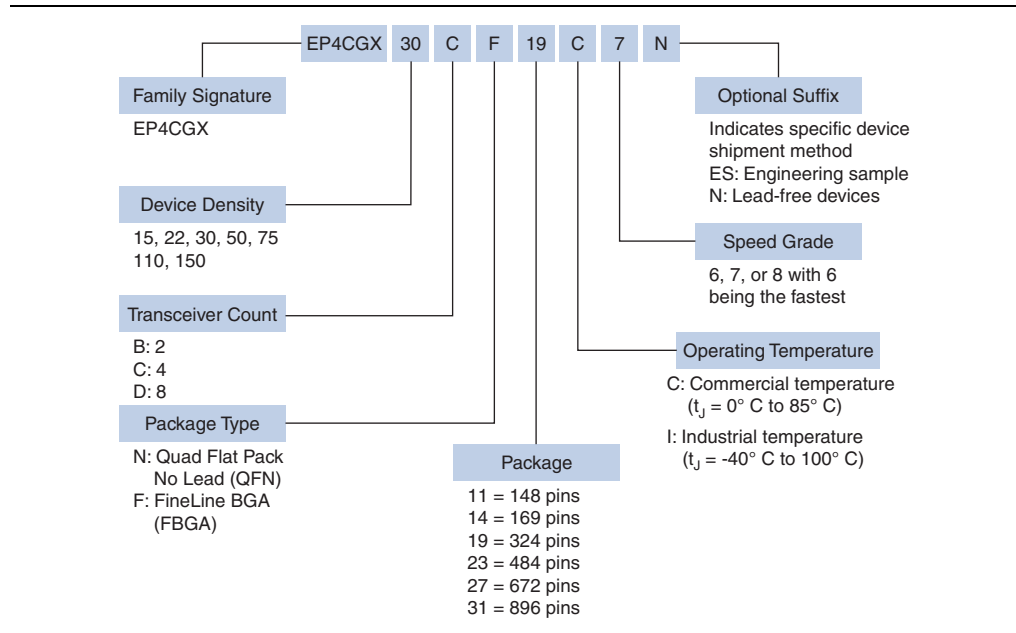 EP4CGX 30 C F 19 C 7 N
Family Signature
EP4CGX
Device Density
15, 22, 30, 50, 75
110, 150
Transceiver Count
B: 2
C: 4
D: 8
Package Type
N: Quad Flat Pack
No Lead (QFN)
F: FineLine BGA
(FBGA)
Package
11 = 148 pins
14 = 169 pins
19 = 324 pins
23 = 484 pins
27 = 672 pins
31 = 896 pins
Optional Suffix
Indicates specific device
shipment method
ES: Engineering sample
N: Lead-free devices
Speed Grade
6, 7, or 8 with 6
being the fastest
Operating Temperature
C: Commercial temperature
(tJ = 0° C to 85° C)
I: Industrial temperature
(tJ = -40° C to 100° C)